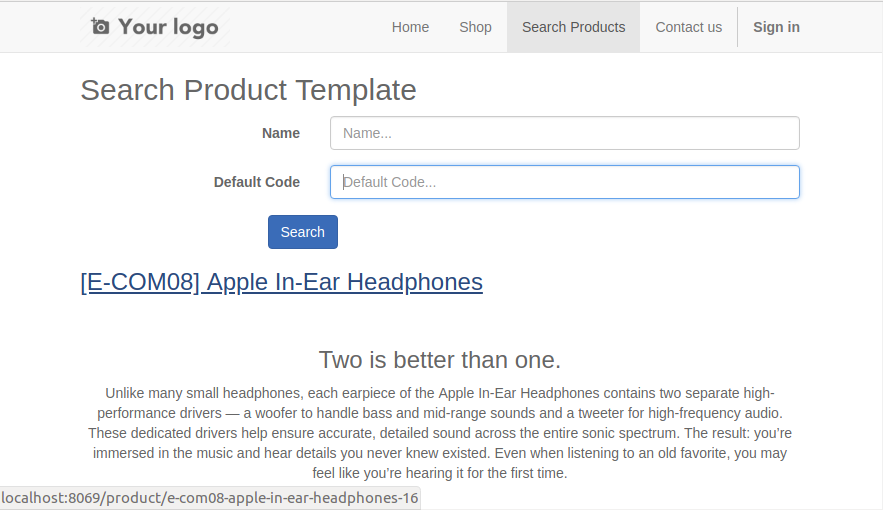 Your logo
Home Shop Search Products Contact us Sign in
Search Product Template
Name Name...
Default Code Default Code...
Search
[E-COM08] Apple In-Ear Headphones
Two is better than one.
Unlike many small headphones, each earpiece of the Apple In-Ear Headphones contains two separate high-
performance drivers — a woofer to handle bass and mid-range sounds and a tweeter for high-frequency audio.
These dedicated drivers help ensure accurate, detailed sound across the entire sonic spectrum. The result: you’re
immersed in the music and hear details you never knew existed. Even when listening to an old favorite, you may
feel like you’re hearing it for the first time.
localhost:8069/product/e-com08-apple-in-ear-headphones-16